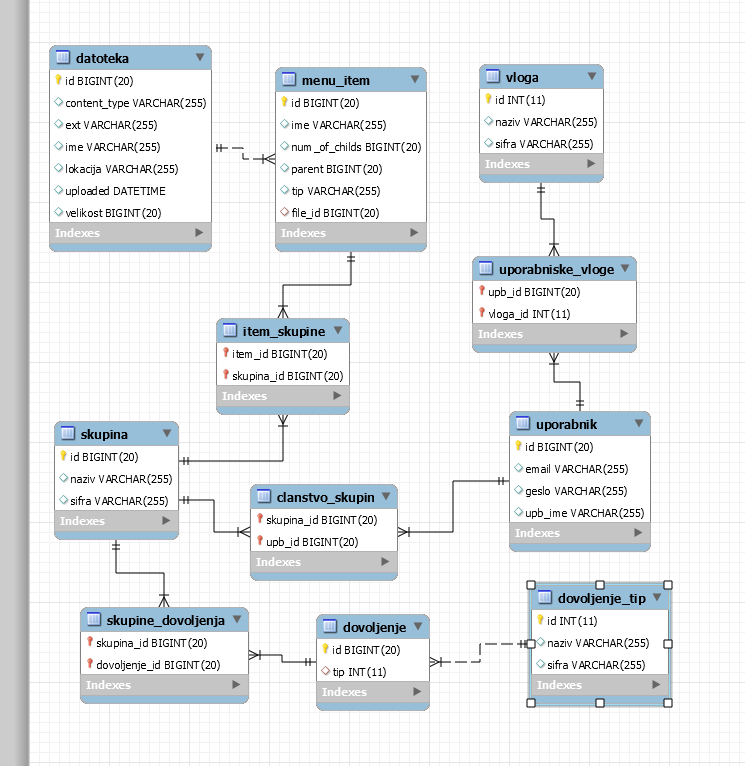 datoteka
id BIGINT(20)
content_type VARCHAR(255)
ext VARCHAR(255)
ime VARCHAR(255)
lokacija VARCHAR(255)
uploaded DATETIME
velikost BIGINT(20)
Indexes
menu_item
id BIGINT(20)
ime VARCHAR(255)
num_of_childs BIGINT(20)
parent BIGINT(20)
tip VARCHAR(255)
file_id BIGINT(20)
Indexes
vloga
id INT(11)
naziv VARCHAR(255)
sifra VARCHAR(255)
Indexes
uporabniske_vloge
upb_id BIGINT(20)
vloga_id INT(11)
Indexes
item_skupine
item_id BIGINT(20)
skupina_id BIGINT(20)
Indexes
skupina
id BIGINT(20)
naziv VARCHAR(255)
sifra VARCHAR(255)
Indexes
uporabnik
id BIGINT(20)
email VARCHAR(255)
geslo VARCHAR(255)
upb_ime VARCHAR(255)
Indexes
clanstvo_skupin
skupina_id BIGINT(20)
upb_id BIGINT(20)
Indexes
skupine_dovoljenja
skupina_id BIGINT(20)
dovoljenje_id BIGINT(20)
Indexes
dovoljenje
id BIGINT(20)
tip INT(11)
Indexes
dovoljenje_tip
id INT(11)
naziv VARCHAR(255)
sifra VARCHAR(255)
Indexes